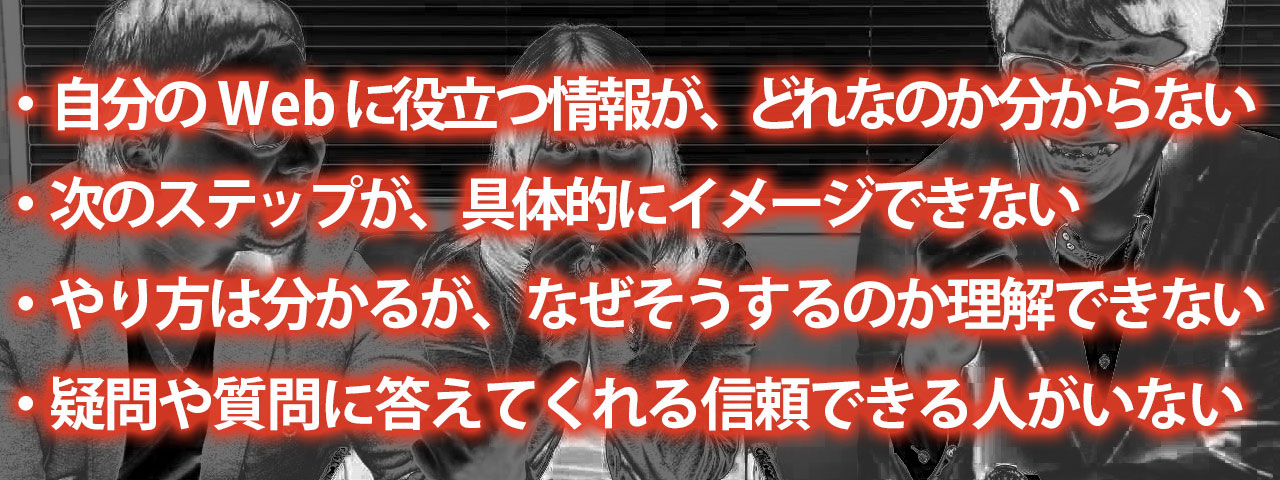 ・自分のWebに役立つ情報が、どれなのか分からない
・次のステップが、具体的にイメージできない
・やり方は分かるが、なぜそうするのか理解できない
・疑問や質問に答えてくれる信頼できる人がいない